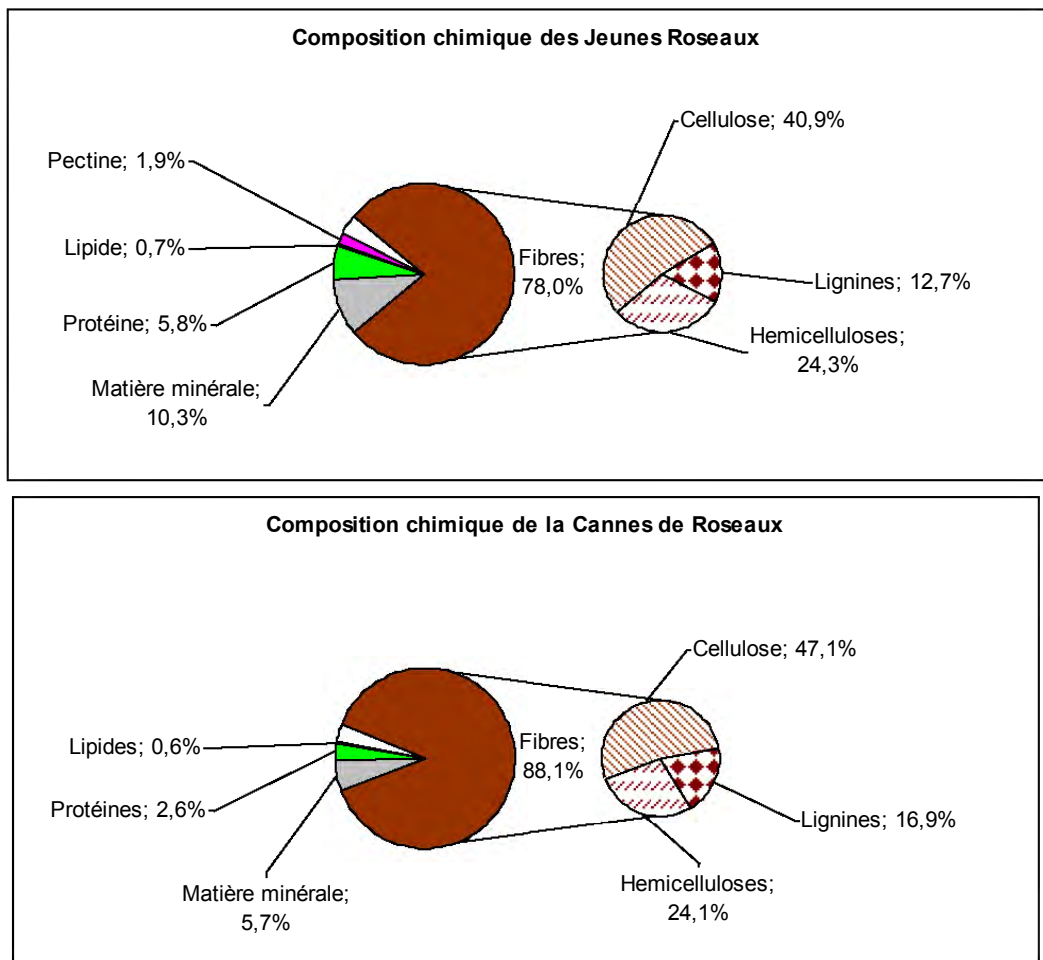 Composition chimique des Jeunes Roseaux
Cellulose; 40,9%
Pectine; 1,9%
Lipide; 0,7%
Fibres;
78,0%
Lignines; 12,7%
Protéine; 5,8%
Hemicelluloses;
24,3%
Matière minérale;
10,3%
Composition chimique de la Cannes de Roseaux
Cellulose; 47,1%
Lipides; 0,6%
Fibres;
88,1%
Protéines; 2,6%
Lignines; 16,9%
Hemicelluloses;
24,1%
Matière minérale;
5,7%